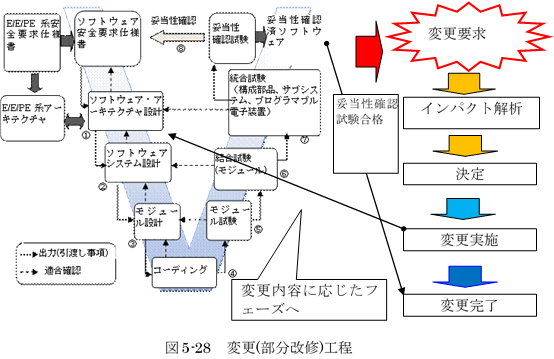 E/E/PE 系安
全要求仕様
書
ソフトウェア
安全要求仕様
書
妥当性確認
⑧
妥当性
確認試験
妥当性確認
済ソフトウェ
ア
E/E/PE 系アー
キテクチャ
ソフトウェア・ア
ーキテクチャ設計
①
統合試験
(構成部品、サブシス
テム、プログラマブル
電子装置)
⑦
ソフトウェア
システム設計
②
結合試験
(モジュール)
⑥
モジュー
ル設計
③
モジュー
ル試験
⑤
コーディング
④
出力(引渡し事項)
適合確認
変更要求
妥当性確認
試験合格
インパクト解析
決定
変更実施
変更完了
変更内容に応じたフ
ェーズへ
図 5-28 変更(部分改修)工程